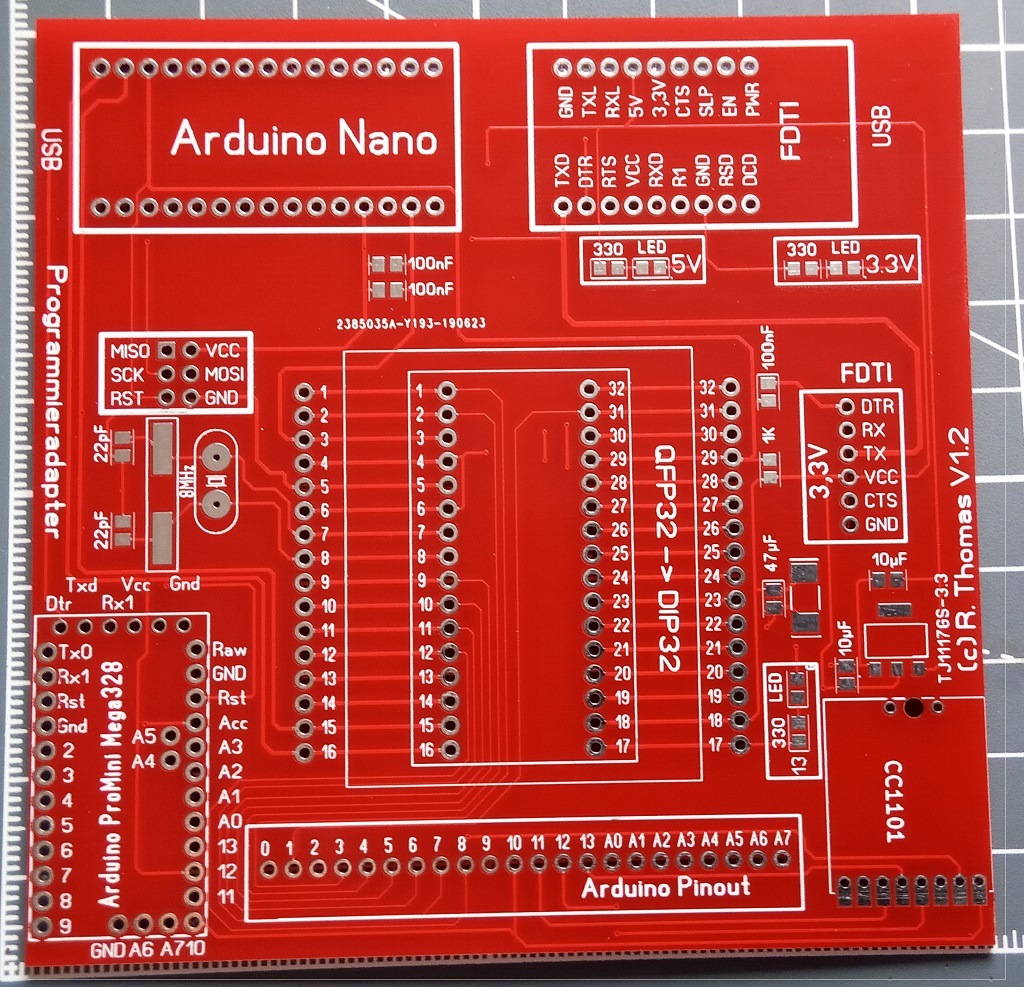 Arduino Nano
USB
GND TXL RXL 5V 3,3V CTS SLP EN PWR
TXD DTR RTS VCC RXD R1 GND RSD DCD
FDTI
USB
330 LED 5V
330 LED 3.3V
100nF
100nF
2385035A-Y193-190623
Programmieradapter
MISO VCC
SCK MOSI
RST GND
22pF
22pF
8MHz
1 2 3 4 5 6 7 8 9 10 11 12 13 14 15 16
1 2 3 4 5 6 7 8 9 10 11 12 13 14 15 16
32 31 30 29 28 27 26 25 24 23 22 21 20 19 18 17
32 31 30 29 28 27 26 25 24 23 22 21 20 19 18 17
QFP32 -> DIP32
100nF
1K
FDTI
3,3V
DTR
RX
TX
VCC
CTS
GND
47µF
10µF
10µF
TJ1117GS-3.3
(c) R. Thomas V1.2
LED
330
13
CC1101
Txd Vcc Gnd
Dtr Rx1
Tx0
Rx1
Rst
Gnd
2
3
4
5
6
7
8
9
Arduino ProMini Mega328
A5
A4
Raw
GND
Rst
Acc
A3
A2
A1
A0
13
12
11
GND A6 A7 10
0 1 2 3 4 5 6 7 8 9 10 11 12 13 A0 A1 A2 A3 A4 A5 A6 A7
Arduino Pinout